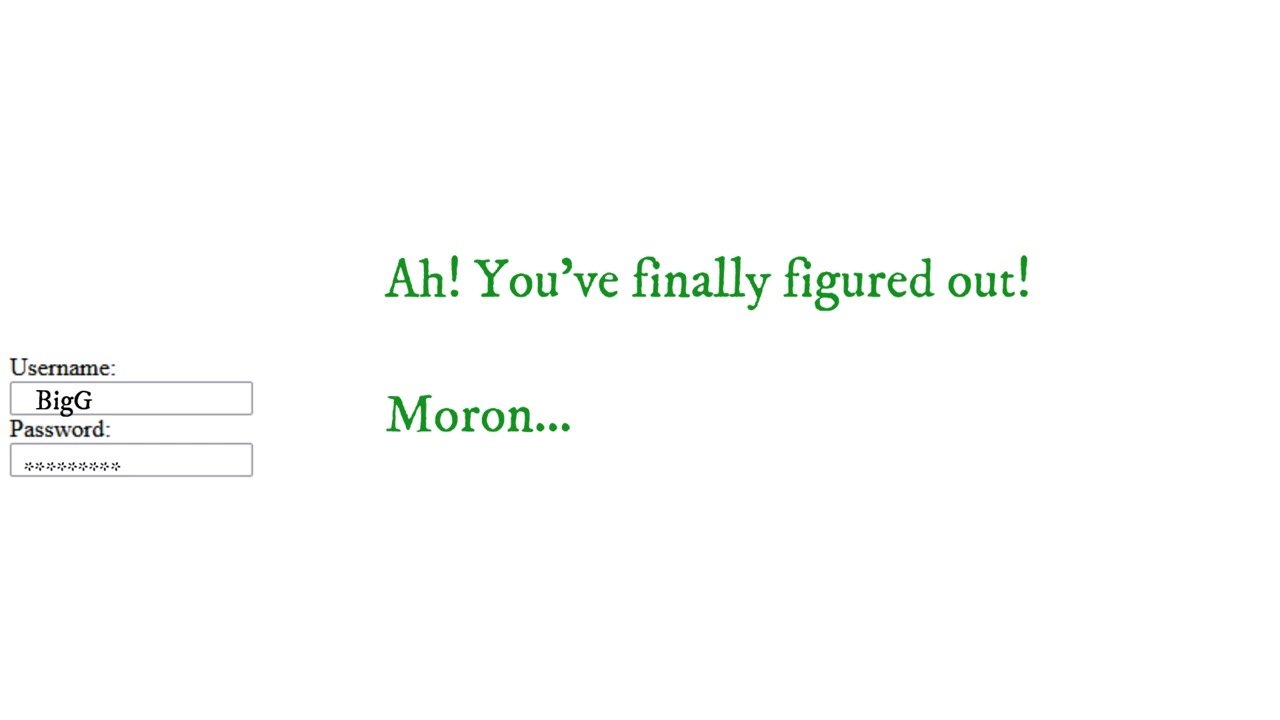 Ah! You've finally figured out!
Username:
BigG
Password:
*********
Moron...